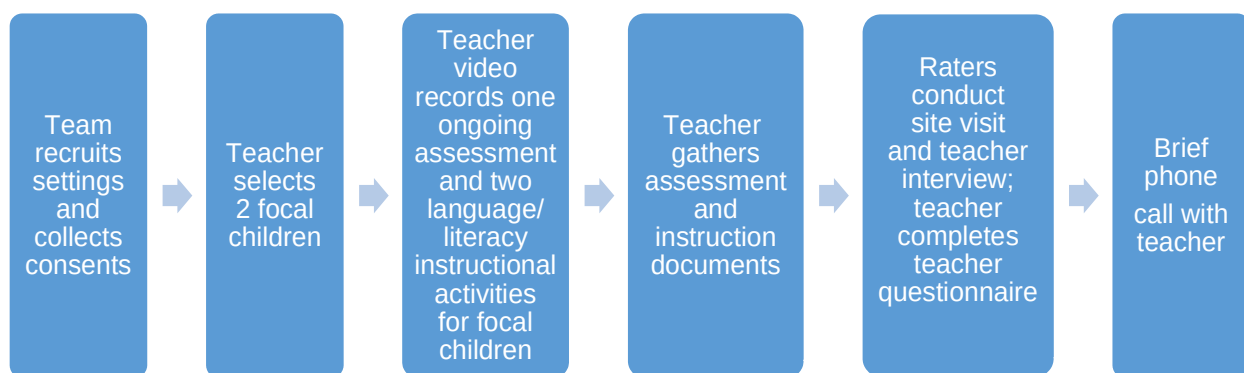 Team
recruits
settings
and
collects
consents
Teacher
selects
2 focal
children
Teacher
video
records one
ongoing
assessment
and two
language/
literacy
instructional
activities
for focal
children
Teacher
gathers
assessment
and
instruction
documents
Raters
conduct
site visit
and teacher
interview;
teacher
completes
teacher
questionnaire
Brief
phone
call with
teacher